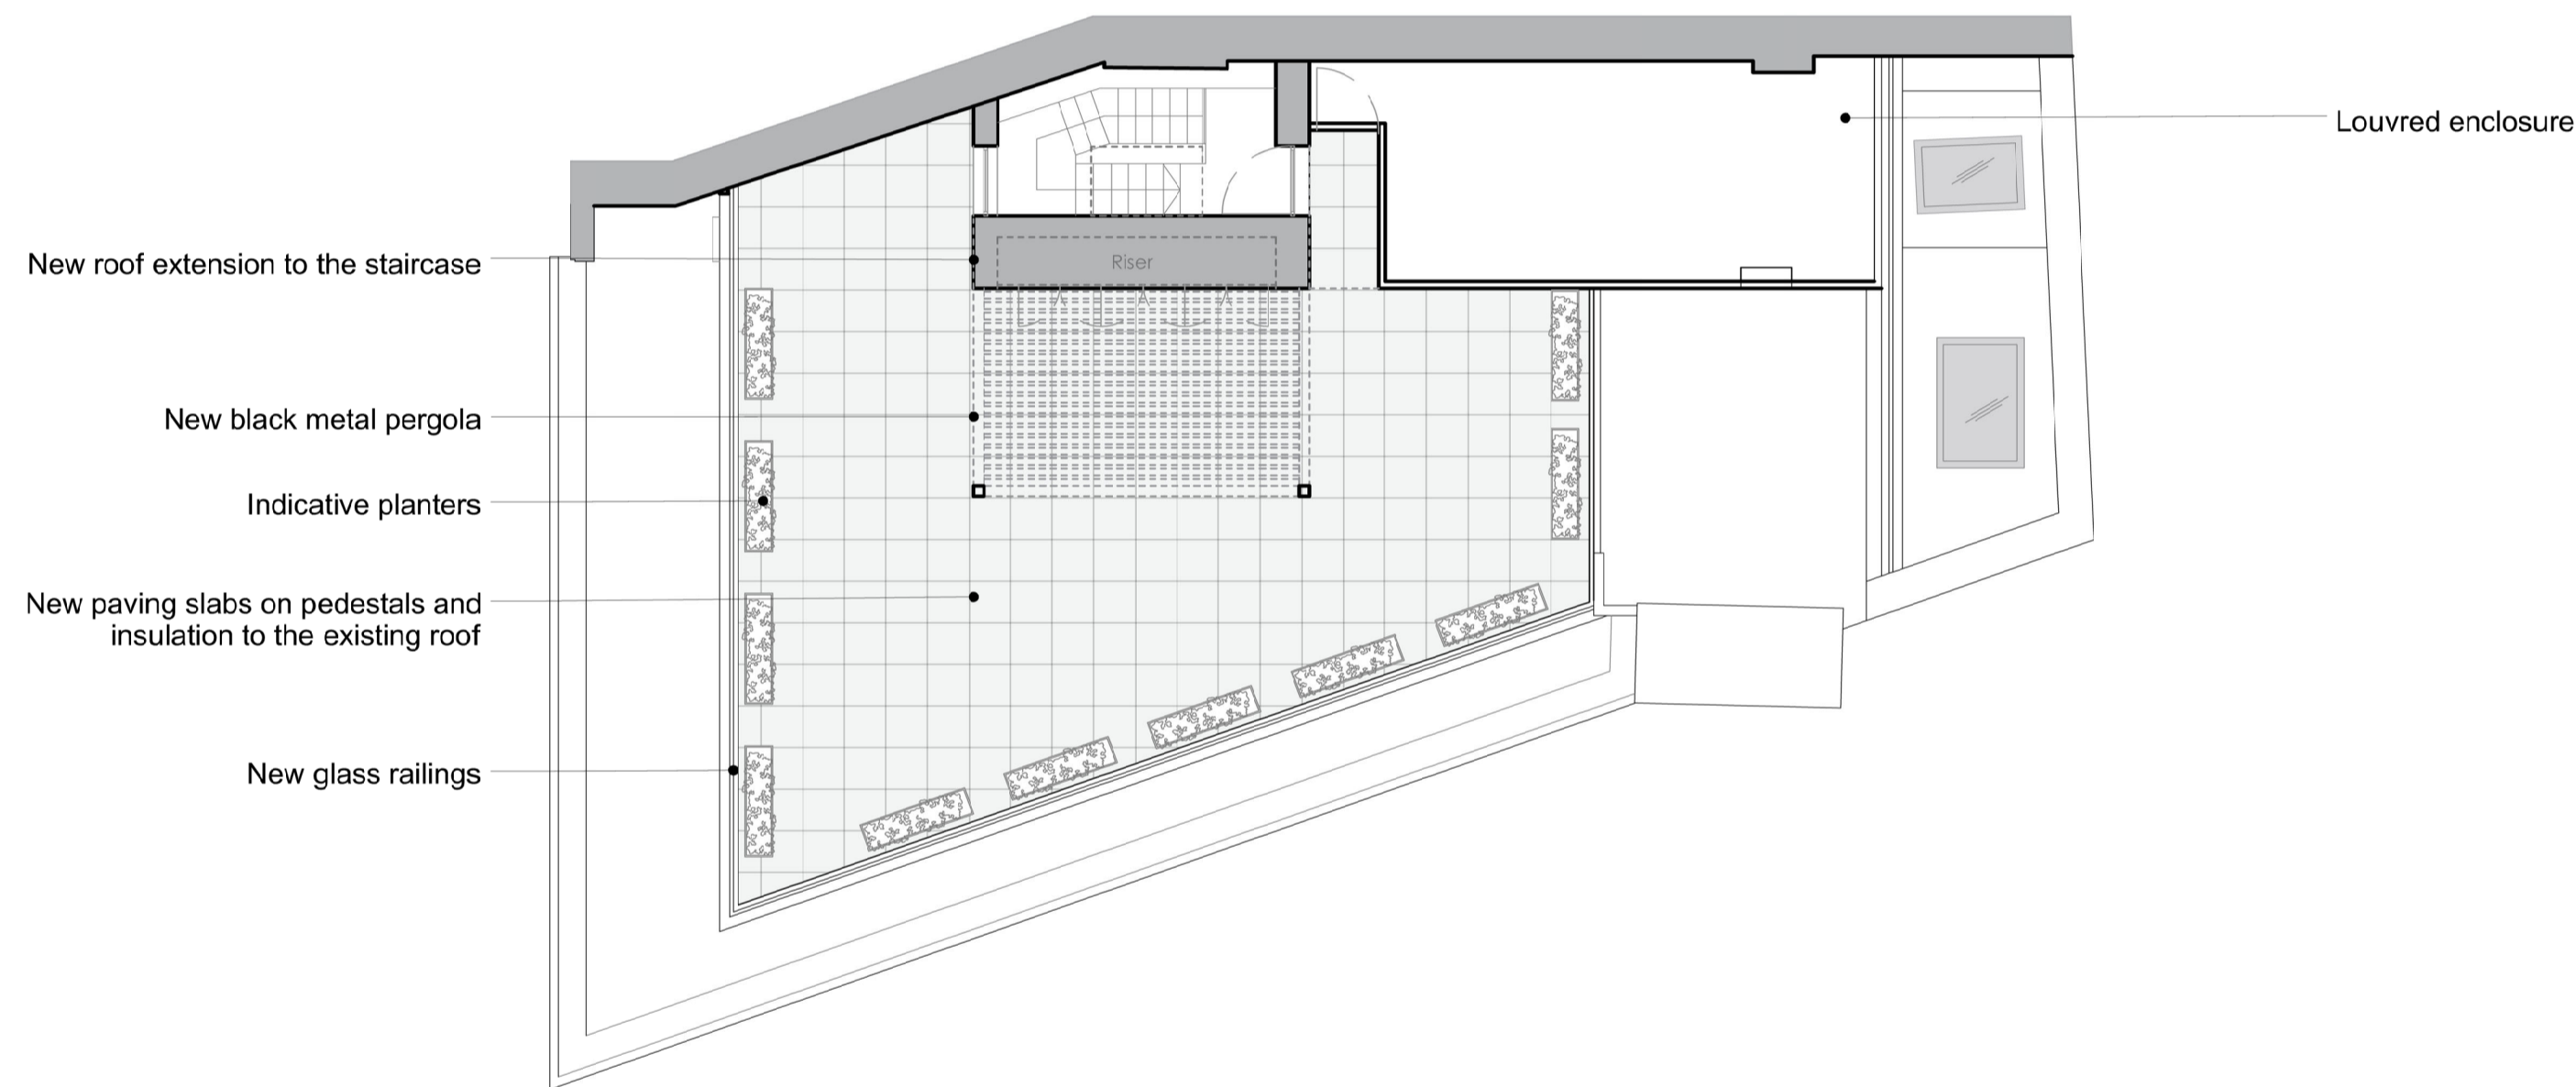 Louvred enclosure
New roof extension to the staircase
Riser
New black metal pergola
Indicative planters
New paving slabs on pedestals and
insulation to the existing roof
New glass railings